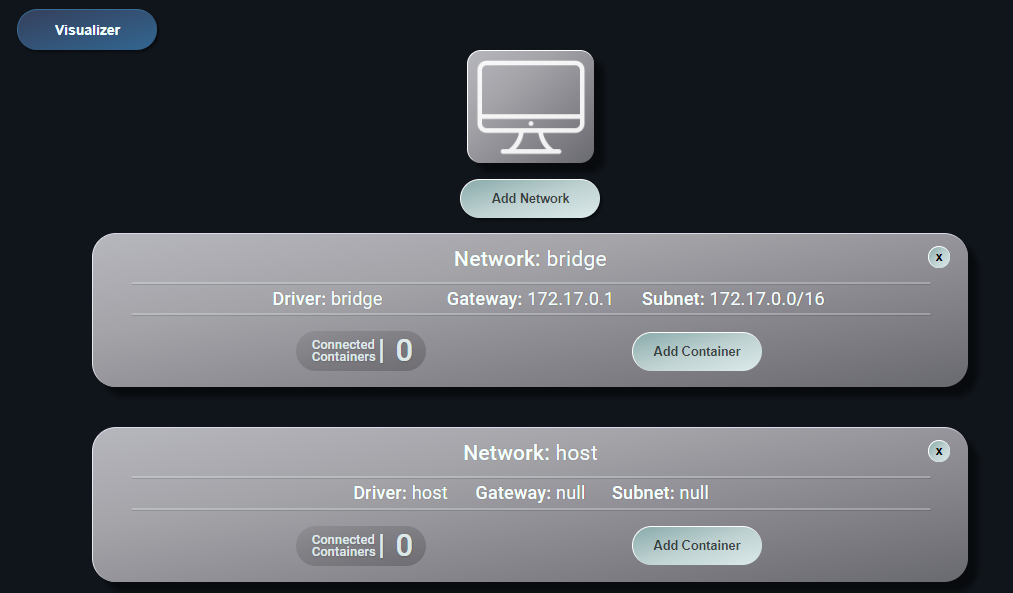 Visualizer
Add Network
Network: bridge
x
Driver: bridge Gateway: 172.17.0.1 Subnet: 172.17.0.0/16
Connected
Containers
0
Add Container
Network: host
x
Driver: host Gateway: null Subnet: null
Connected
Containers
0
Add Container